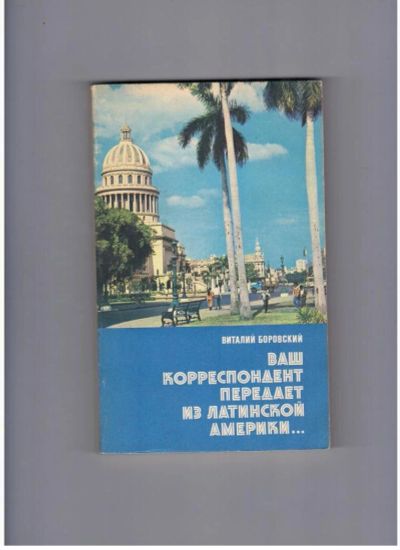 ВИТАЛИЙ БОРОВСКИЙ
ВАШ
КОРРЕСПОНДЕНТ
ПЕРЕДАЕТ
ИЗ ЛАТИНСКОЙ
АМЕРИКИ...